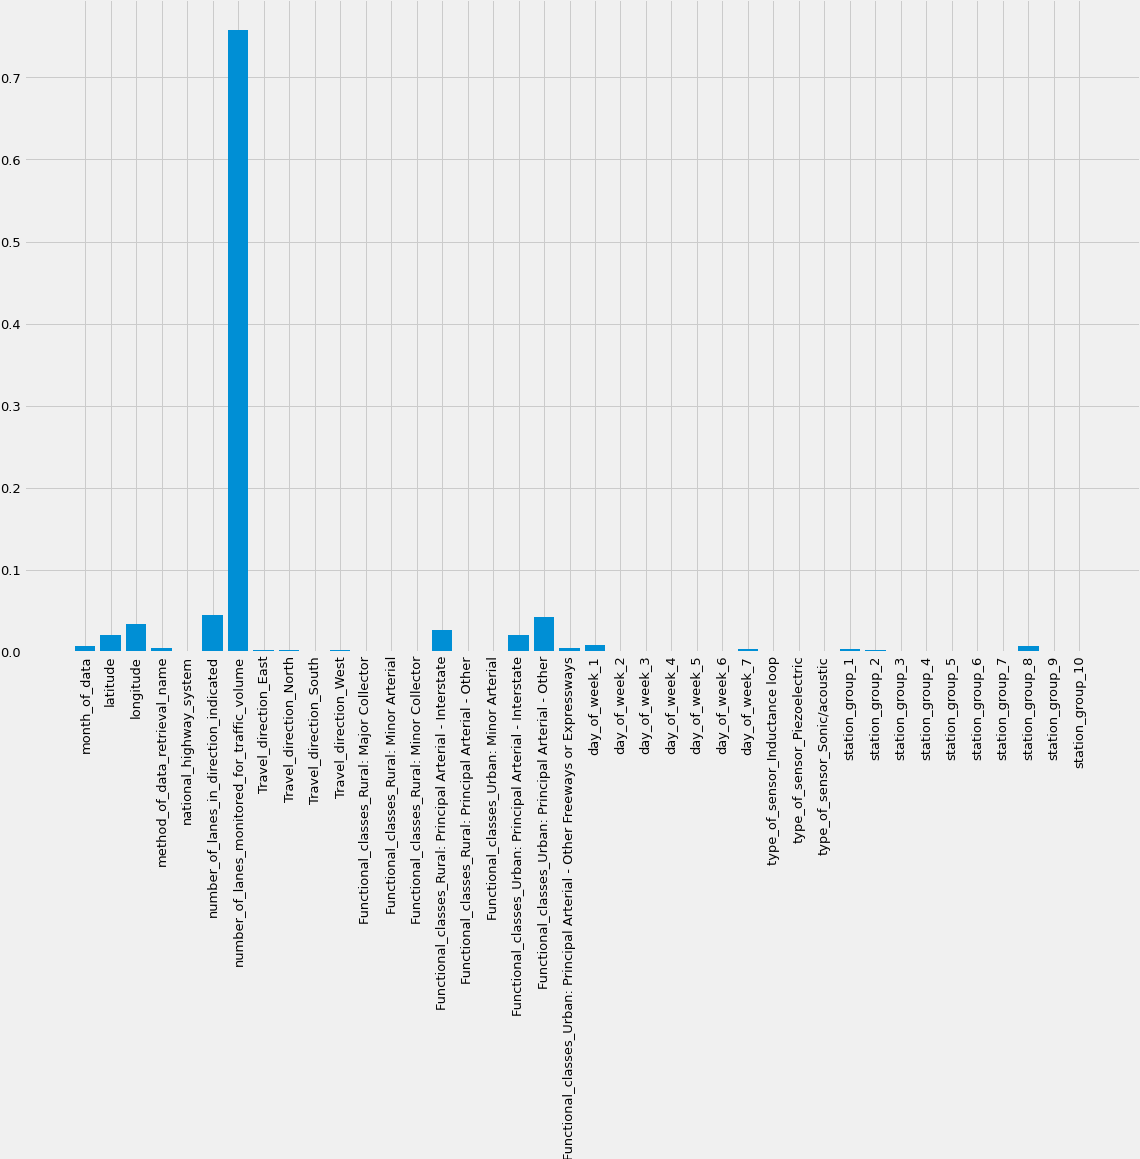 0.7
0.6
0.5
0.4
0.3
0.2
0.1
0.0
month_of_data
latitude
longitude
method_of_data_retrieval_name
national_highway_system
number_of_lanes_in_direction_indicated
number_of_lanes_monitored_for_traffic_volume
Travel_direction_East
Travel_direction_North
Travel_direction_South
Travel_direction_West
Functional_classes_Rural: Major Collector
Functional_classes_Rural: Minor Arterial
Functional_classes_Rural: Minor Collector
Functional_classes_Rural: Principal Arterial - Interstate
Functional_classes_Rural: Principal Arterial - Other
Functional_classes_Urban: Minor Arterial
Functional_classes_Urban: Principal Arterial - Interstate
Functional_classes_Urban: Principal Arterial - Other
Functional_classes_Urban: Principal Arterial - Other Freeways or Expressways
day_of_week_1
day_of_week_2
day_of_week_3
day_of_week_4
day_of_week_5
day_of_week_6
day_of_week_7
type_of_sensor_Inductance loop
type_of_sensor_Piezoelectric
type_of_sensor_Sonic/acoustic
station_group_1
station_group_2
station_group_3
station_group_4
station_group_5
station_group_6
station_group_7
station_group_8
station_group_9
station_group_10